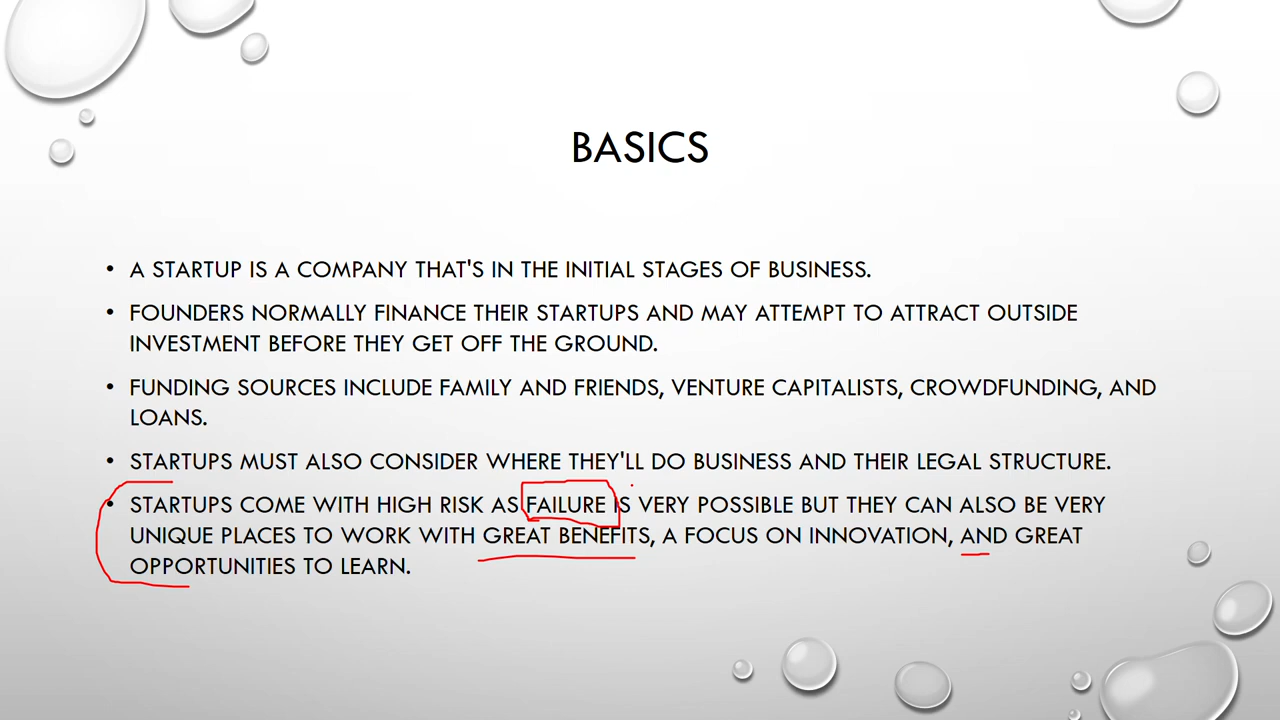 BASICS
• A STARTUP IS A COMPANY THAT'S IN THE INITIAL STAGES OF BUSINESS.
• FOUNDERS NORMALLY FINANCE THEIR STARTUPS AND MAY ATTEMPT TO ATTRACT OUTSIDE
INVESTMENT BEFORE THEY GET OFF THE GROUND.
• FUNDING SOURCES INCLUDE FAMILY AND FRIENDS, VENTURE CAPITALISTS, CROWDFUNDING, AND
LOANS.
• STARTUPS MUST ALSO CONSIDER WHERE THEY'LL DO BUSINESS AND THEIR LEGAL STRUCTURE.
• STARTUPS COME WITH HIGH RISK AS FAILURE IS VERY POSSIBLE BUT THEY CAN ALSO BE VERY
UNIQUE PLACES TO WORK WITH GREAT BENEFITS, A FOCUS ON INNOVATION, AND GREAT
OPPORTUNITIES TO LEARN.